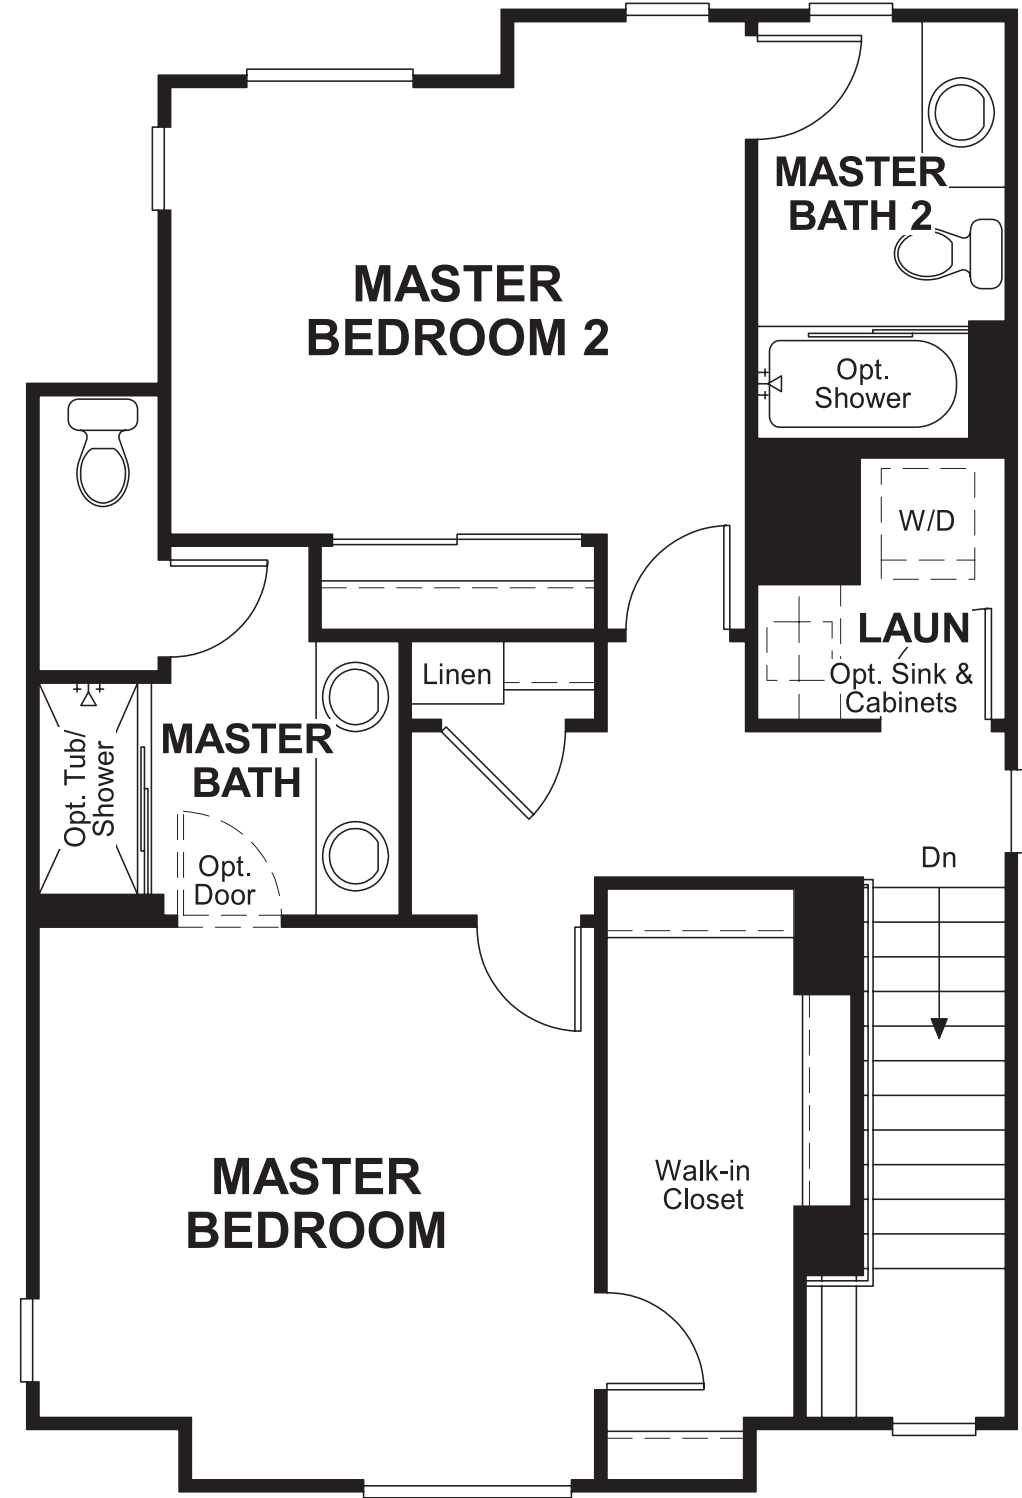 MASTER
BATH 2
MASTER
BEDROOM 2
Opt.
Shower
W/D
LAUN
Opt. Sink &
Cabinets
Linen
MASTER
BATH
Opt. Tub/
Shower
Opt.
Door
Dn
MASTER
BEDROOM
Walk-in
Closet